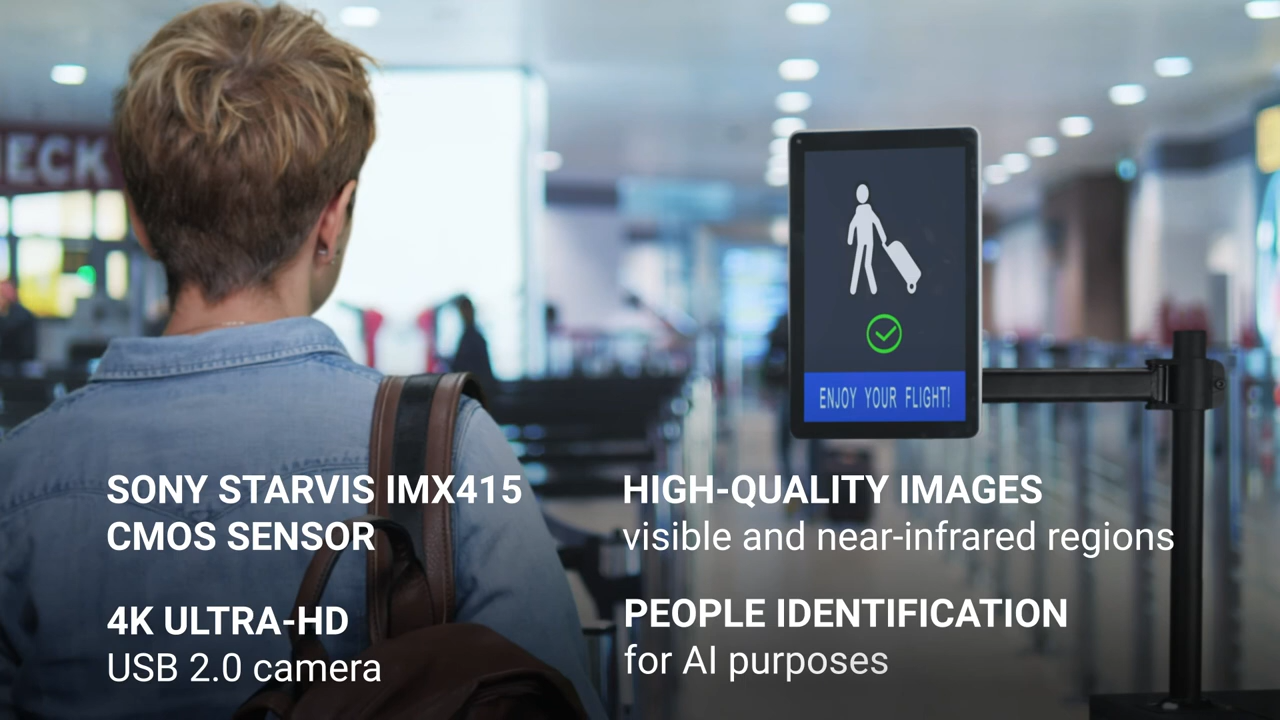 ECK
ENJOY YOUR FLIGHT!
SONY STARVIS IMX415
CMOS SENSOR
4K ULTRA-HD
USB 2.0 camera
HIGH-QUALITY IMAGES
visible and near-infrared regions
PEOPLE IDENTIFICATION
for AI purposes